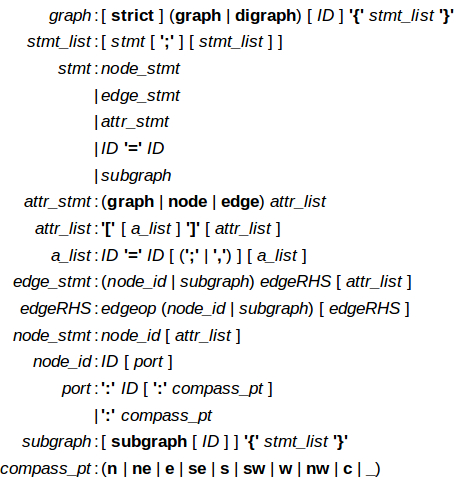 graph : [ strict ] (graph | digraph) [ ID ] '{' stmt_list '}'
stmt_list : [ stmt [ ';' ] [ stmt_list ] ]
stmt : node_stmt
| edge_stmt
| attr_stmt
| ID '=' ID
| subgraph
attr_stmt : (graph | node | edge) attr_list
attr_list : '[' [ a_list ] ']' [ attr_list ]
a_list : ID '=' ID [ (';' | ',') ] [ a_list ]
edge_stmt : (node_id | subgraph) edgeRHS [ attr_list ]
edgeRHS : edgeop (node_id | subgraph) [ edgeRHS ]
node_stmt : node_id [ attr_list ]
node_id : ID [ port ]
port : ':' ID [ ':' compass_pt ]
| ':' compass_pt
subgraph : [ subgraph [ ID ] ] '{' stmt_list '}'
compass_pt : (n | ne | e | se | s | sw | w | nw | c | _)